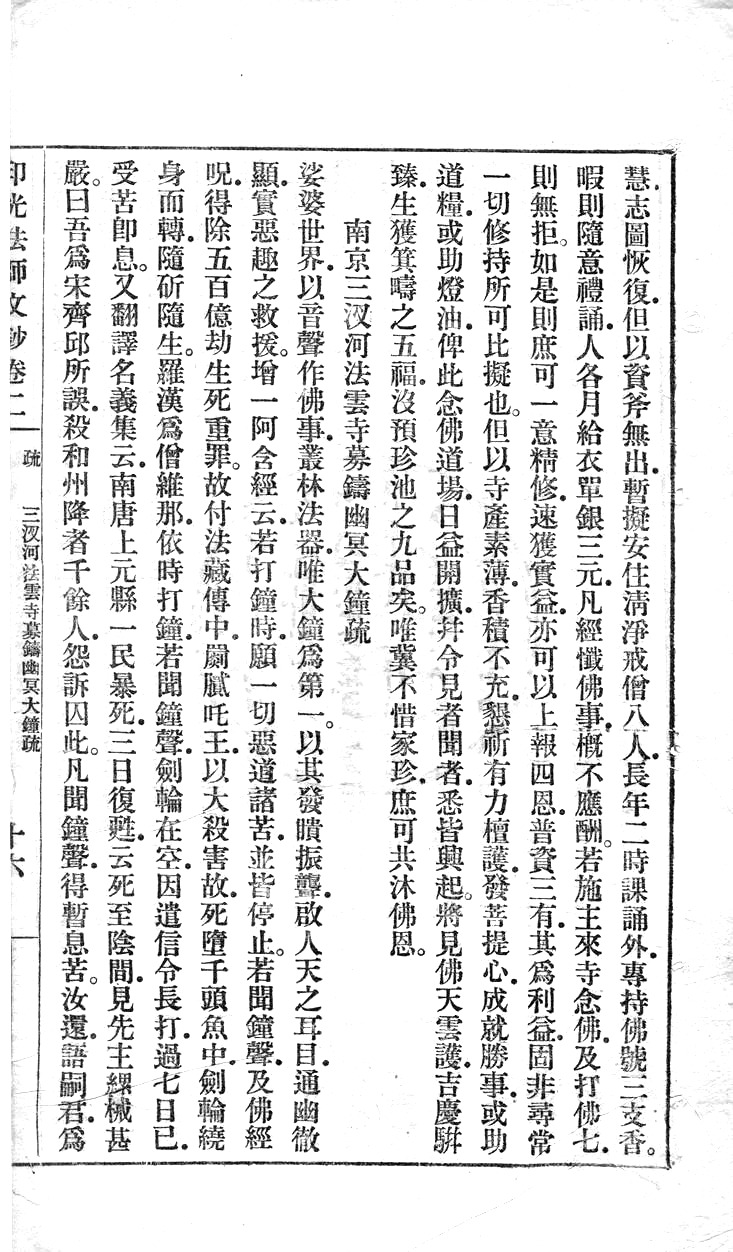 慧.志圖恢復.但以資斧無出.暫擬安住淸淨戒僧八人.長年二時課誦外.專持佛號三支香。
暇則隨意禮誦.人各月給衣單銀三元.凡經懺佛事.槪不應酬。若施主來寺念佛.及打佛七.
則無拒。如是則庶可一意精修.速獲實益.亦可以上報四恩.普資三有.其爲利益.固非尋常
一切修持所可比擬也。但以寺產素薄.香積不充.懇祈有力檀護.發菩提心.成就勝事.或助
道糧.或助燈油.俾此念佛道場.日益開擴.幷令見者聞者.悉皆興起。將見佛天雲護.吉慶駢
臻.生獲箕疇之五福.沒預珍池之九品矣。唯冀不惜家珍.庶可共沐佛恩。
南京三汊河法雲寺募鑄幽冥大鐘疏
娑婆世界.以音聲作佛事.叢林法器.唯大鐘爲第一。以其發聵振聾.啟人天之耳目.通幽徹
顯.實惡趣之救援。增一阿含經云.若打鐘時.願一切惡道諸苦.並皆停止。若聞鐘聲.及佛經
呪.得除五百億劫生死重罪。故付法藏傳中.罽膩吒王.以大殺害故.死墮千頭魚中.劍輪繞
身而轉.隨斫隨生。羅漢爲僧維那.依時打鐘.若聞鐘聲.劍輪在空.因遣信令長打.過七日已.
受苦卽息。又翻譯名義集云.南唐上元縣一民暴死.三日復甦.云死至陰間.見先主縲械甚
嚴。曰吾爲宋齊邱所誤.殺和州降者千餘人.怨訴囚此。凡聞鐘聲.得暫息苦。汝還語嗣君.爲
印光法師文鈔卷二 疏 三汊河法雲寺募鑄幽冥大鐘疏 十六